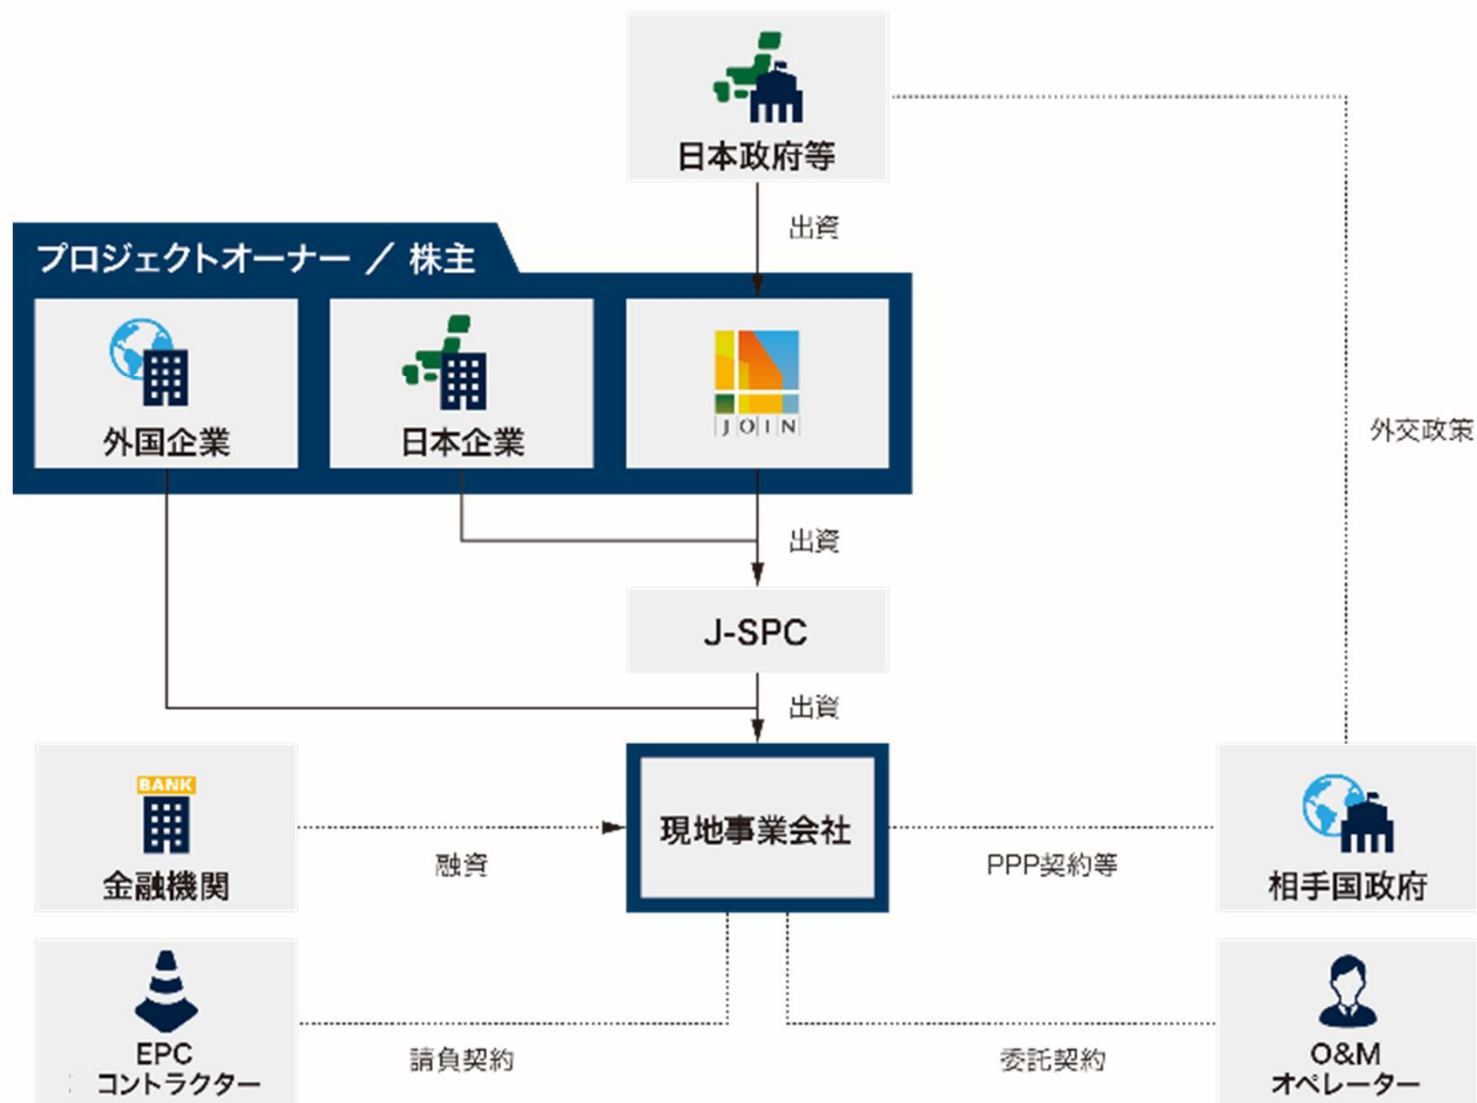 日本政府等
出資
プロジェクトオーナー ／ 株主
外国企業
日本企業
JOIN
外交政策
出資
J-SPC
出資
BANK
金融機関
融資
現地事業会社
PPP契約等
相手国政府
EPC
コントラクター
請負契約
委託契約
O&M
オペレーター